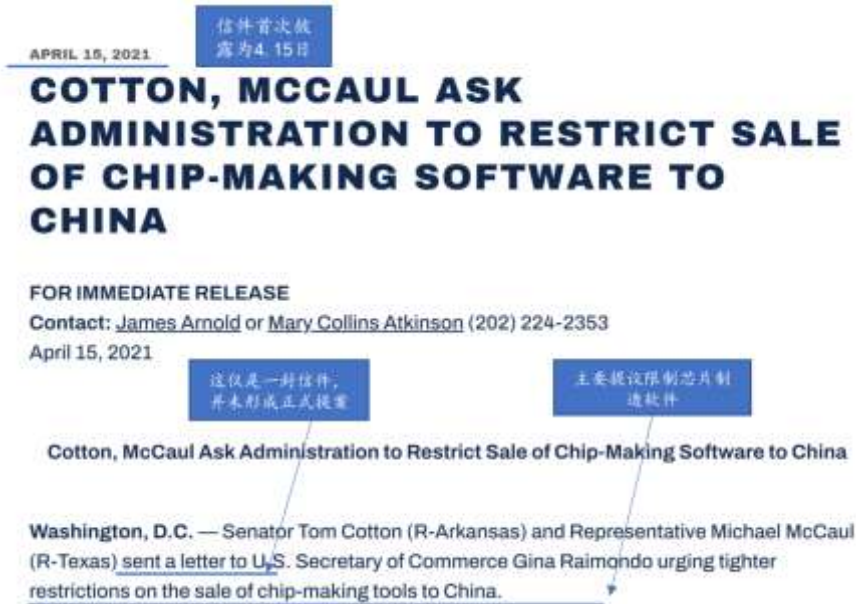 信件首次披
露为4.15日
APRIL 15, 2021
COTTON, MCCAUL ASK
ADMINISTRATION TO RESTRICT SALE
OF CHIP-MAKING SOFTWARE TO
CHINA
FOR IMMEDIATE RELEASE
Contact: James Arnold or Mary Collins Atkinson (202) 224-2353
April 15, 2021
这仅是一封信件，
并未形成正式提案
主要提议限制芯片制
造软件
Cotton, McCaul Ask Administration to Restrict Sale of Chip-Making Software to China
Washington, D.C. — Senator Tom Cotton (R-Arkansas) and Representative Michael McCaul
(R-Texas) sent a letter to U.S. Secretary of Commerce Gina Raimondo urging tighter
restrictions on the sale of chip-making tools to China.